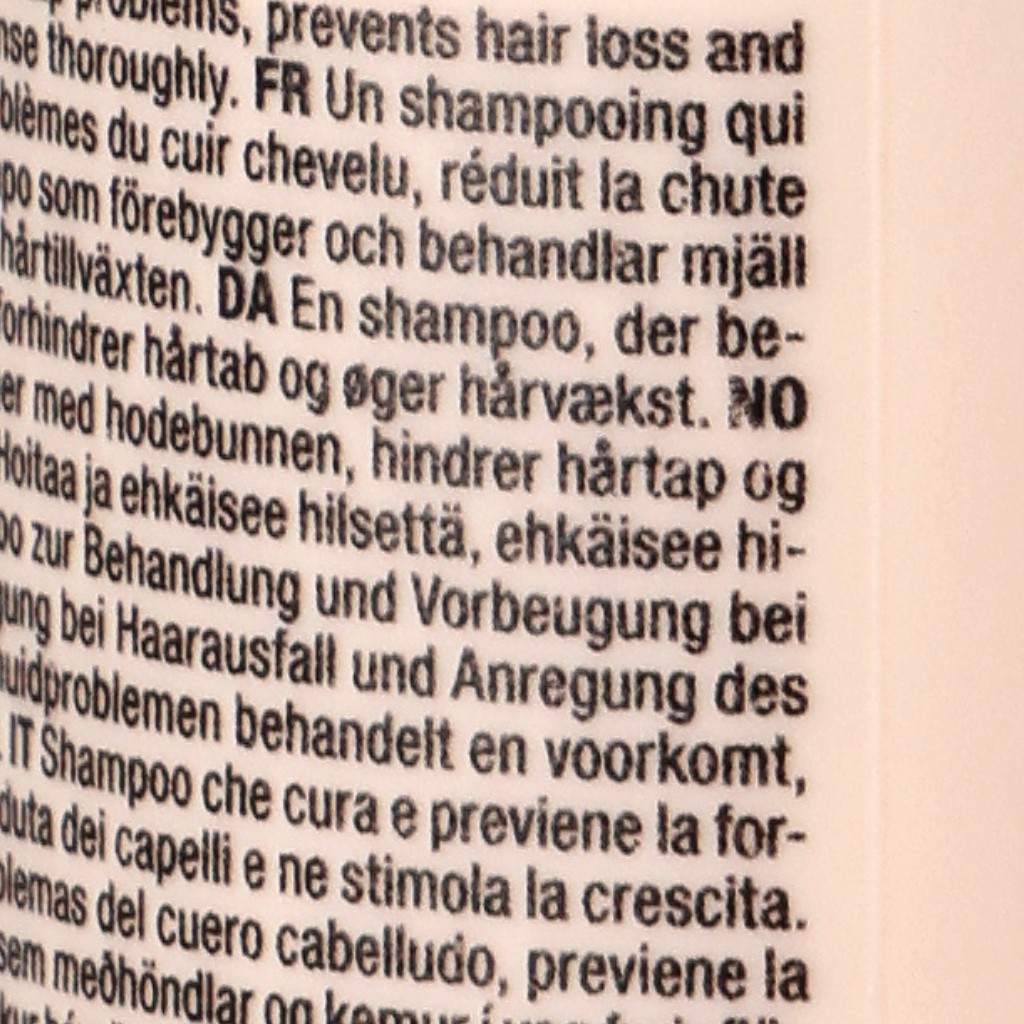 problems, prevents hair loss and
nse thoroughly. FR Un shampooing qui
blèmes du cuir chevelu, réduit la chute
po som förebygger och behandlar mjäll
hårtillväxten. DA En shampoo, der be-
forhindrer hårtab og øger hårvækst. NO
er med hodebunnen, hindrer hårtap og
Hoitaa ja ehkäisee hilsettä, ehkäisee hi-
oo zur Behandlung und Vorbeugung bei
gung bei Haarausfall und Anregung des
uidproblemen behandelt en voorkomt,
. IT Shampoo che cura e previene la for-
duta dei capelli e ne stimola la crescita.
blemas del cuero cabelludo, previene la
sem meðhöndlar og kemur í